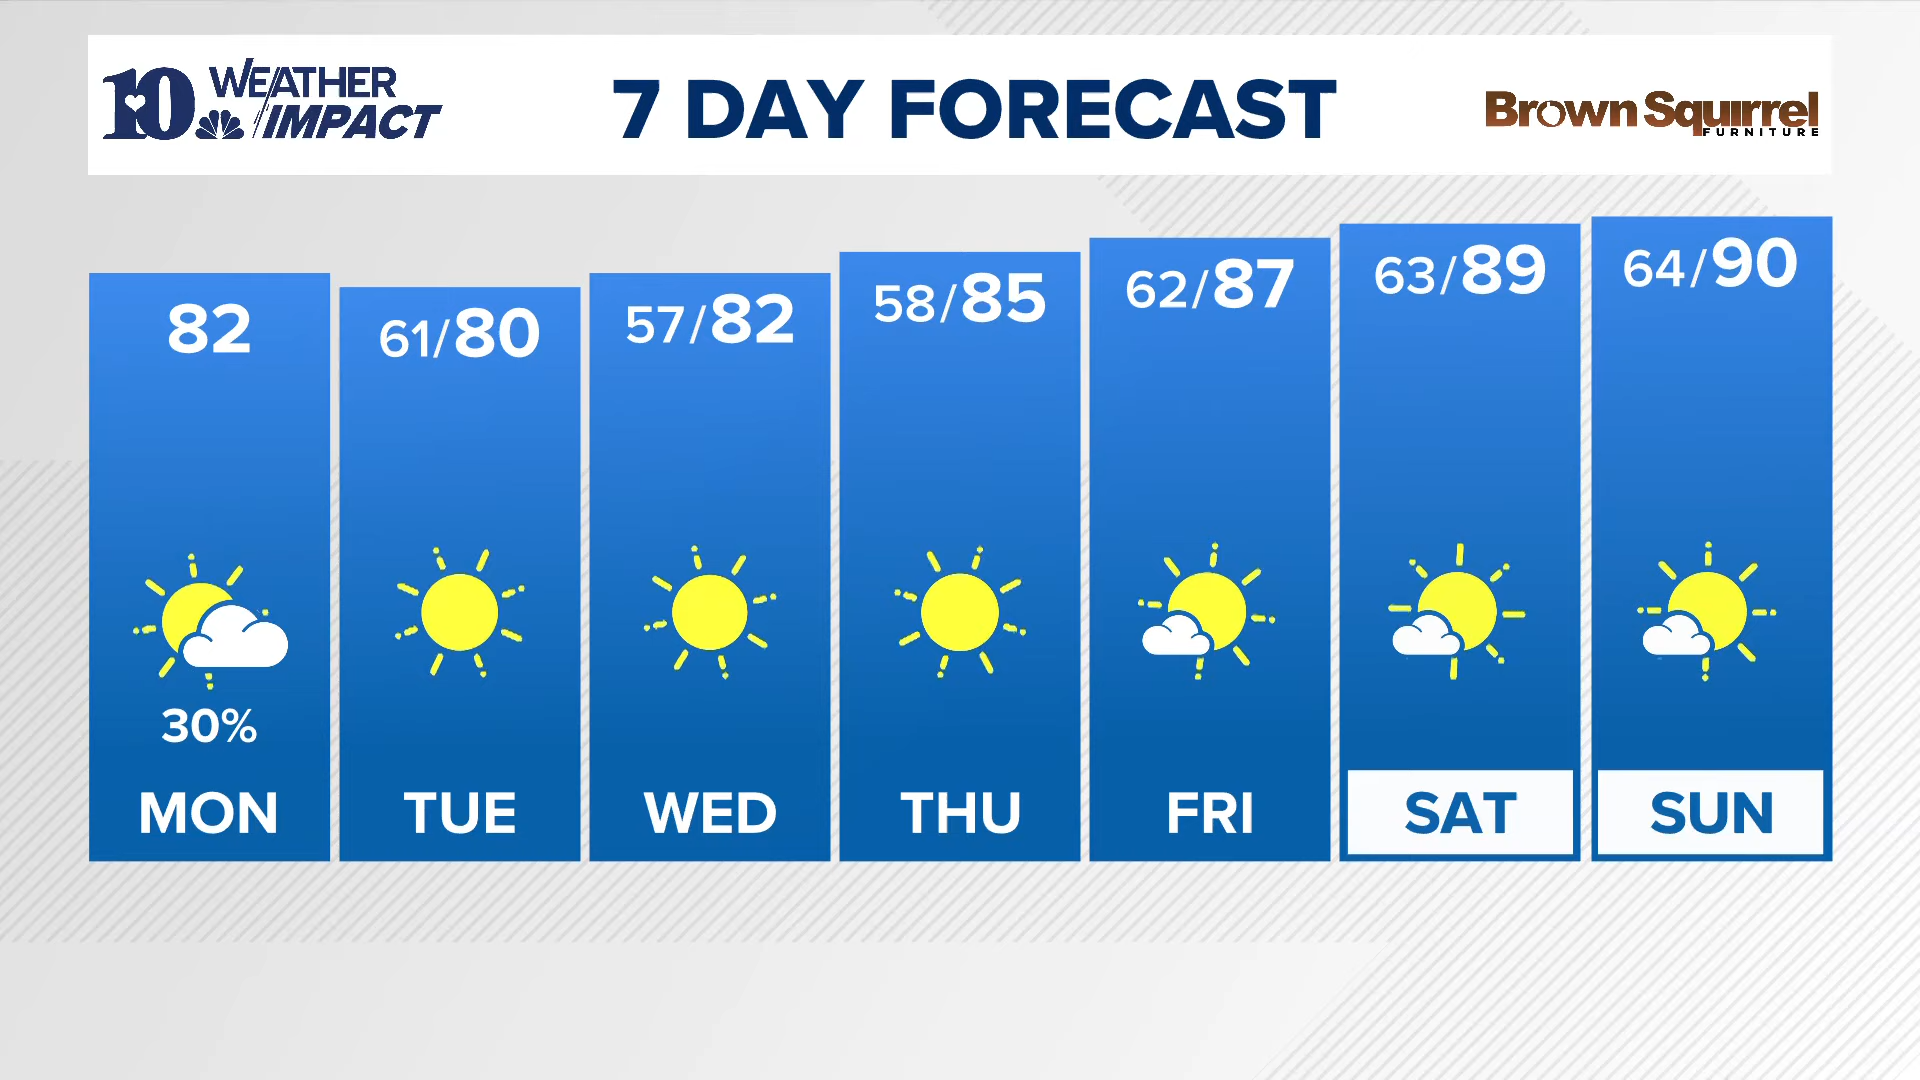 10 WEATHER IMPACT
7 DAY FORECAST
Brown Squirrel
FURNITURE
82
61/80
57/82
58/85
62/87
63/89
64/90
30%
MON
TUE
WED
THU
FRI
SAT
SUN